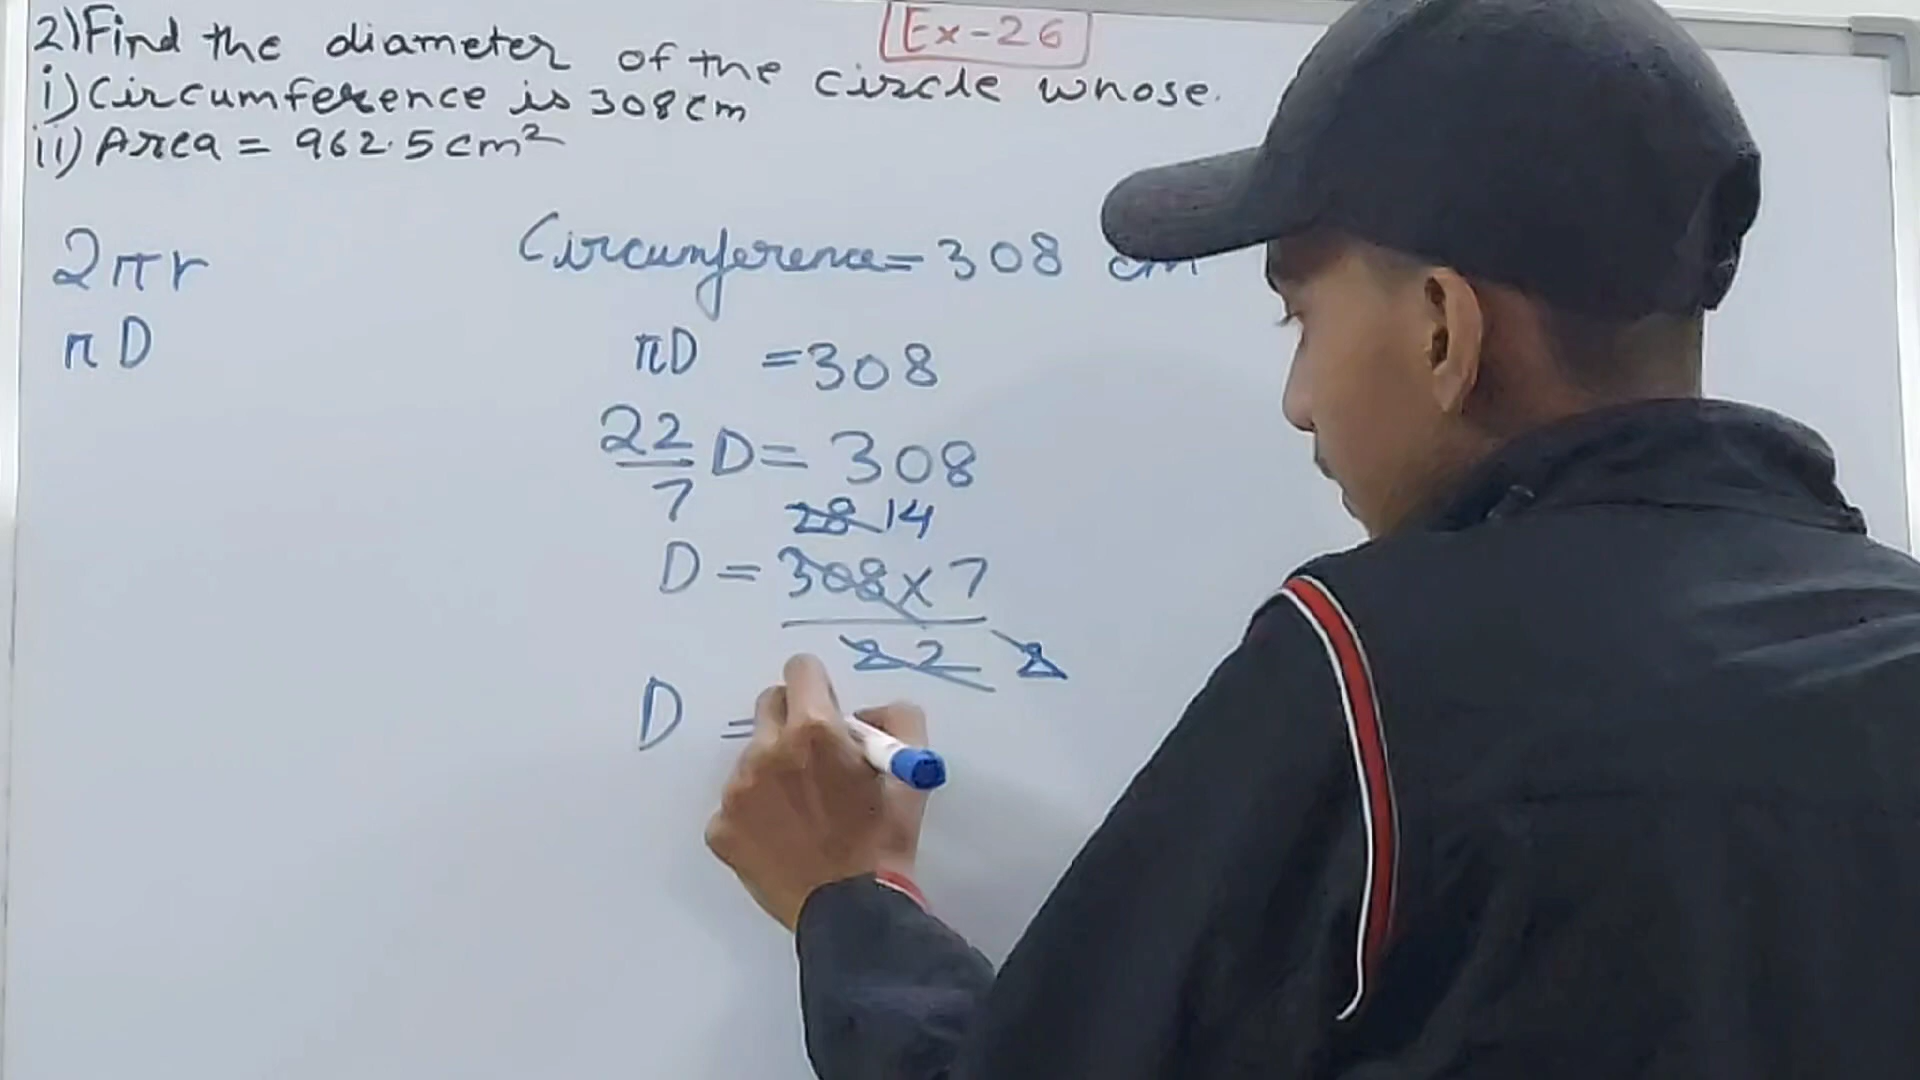 Ex-26
2) Find the diameter of the circle whose.
i) Circumference is 308 cm
ii) Area = 962.5 cm²
2πr
πD
Circumference = 308 cm
πD = 308
22/7 D = 308
28 14
D = 308 × 7
22 2
D =